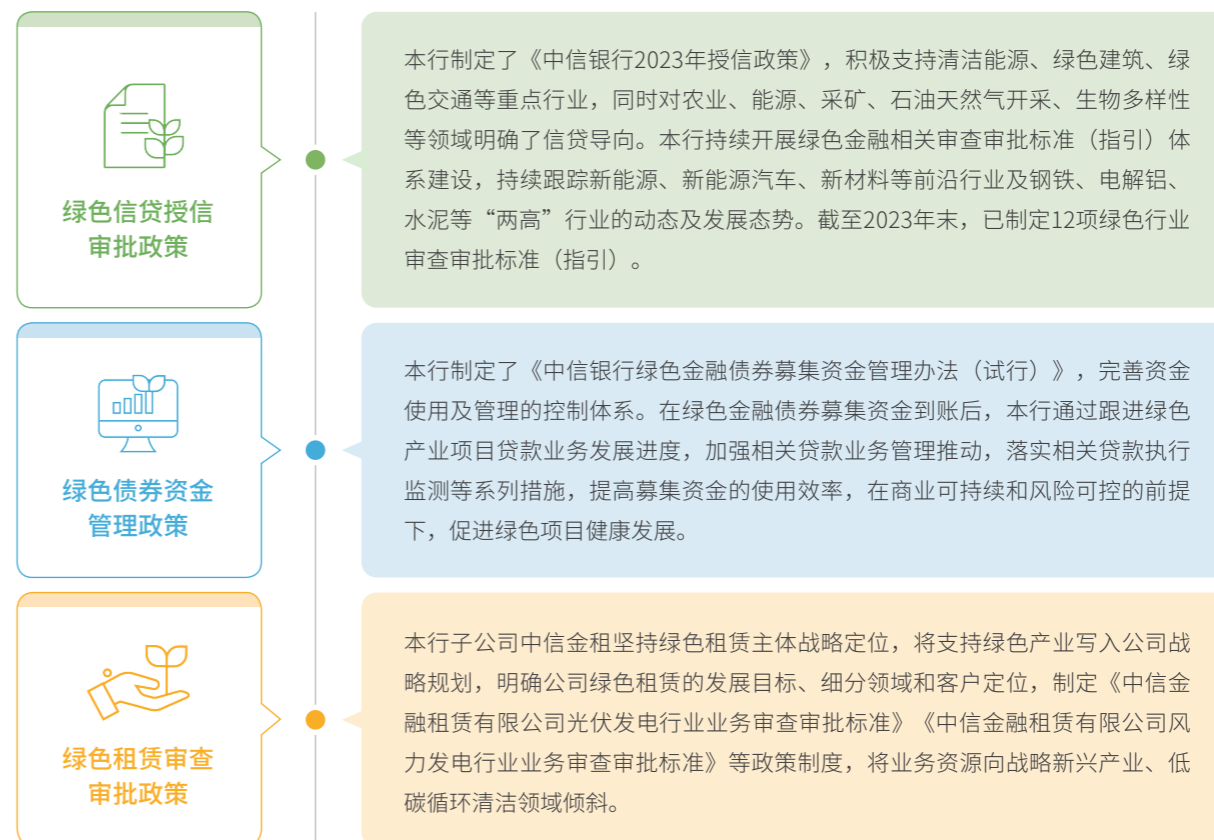 绿色信贷授信
审批政策
本行制定了《中信银行2023年授信政策》，积极支持清洁能源、绿色建筑、绿
色交通等重点行业，同时对农业、能源、采矿、石油天然气开采、生物多样性
等领域明确了信贷导向。本行持续开展绿色金融相关审查审批标准（指引）体
系建设，持续跟踪新能源、新能源汽车、新材料等前沿行业及钢铁、电解铝、
水泥等“两高”行业的动态及发展态势。截至2023年末，已制定12项绿色行业
审查审批标准（指引）。
绿色债券资金
管理政策
本行制定了《中信银行绿色金融债券募集资金管理办法（试行）》，完善资金
使用及管理的控制体系。在绿色金融债券募集资金到账后，本行通过跟进绿色
产业项目贷款业务发展进度，加强相关贷款业务管理推动，落实相关贷款执行
监测等系列措施，提高募集资金的使用效率，在商业可持续和风险可控的前提
下，促进绿色项目健康发展。
绿色租赁审查
审批政策
本行子公司中信金租坚持绿色租赁主体战略定位，将支持绿色产业写入公司战
略规划，明确公司绿色租赁的发展目标、细分领域和客户定位，制定《中信金
融租赁有限公司光伏发电行业业务审查审批标准》《中信金融租赁有限公司风
力发电行业业务审查审批标准》等政策制度，将业务资源向战略新兴产业、低
碳循环清洁领域倾斜。